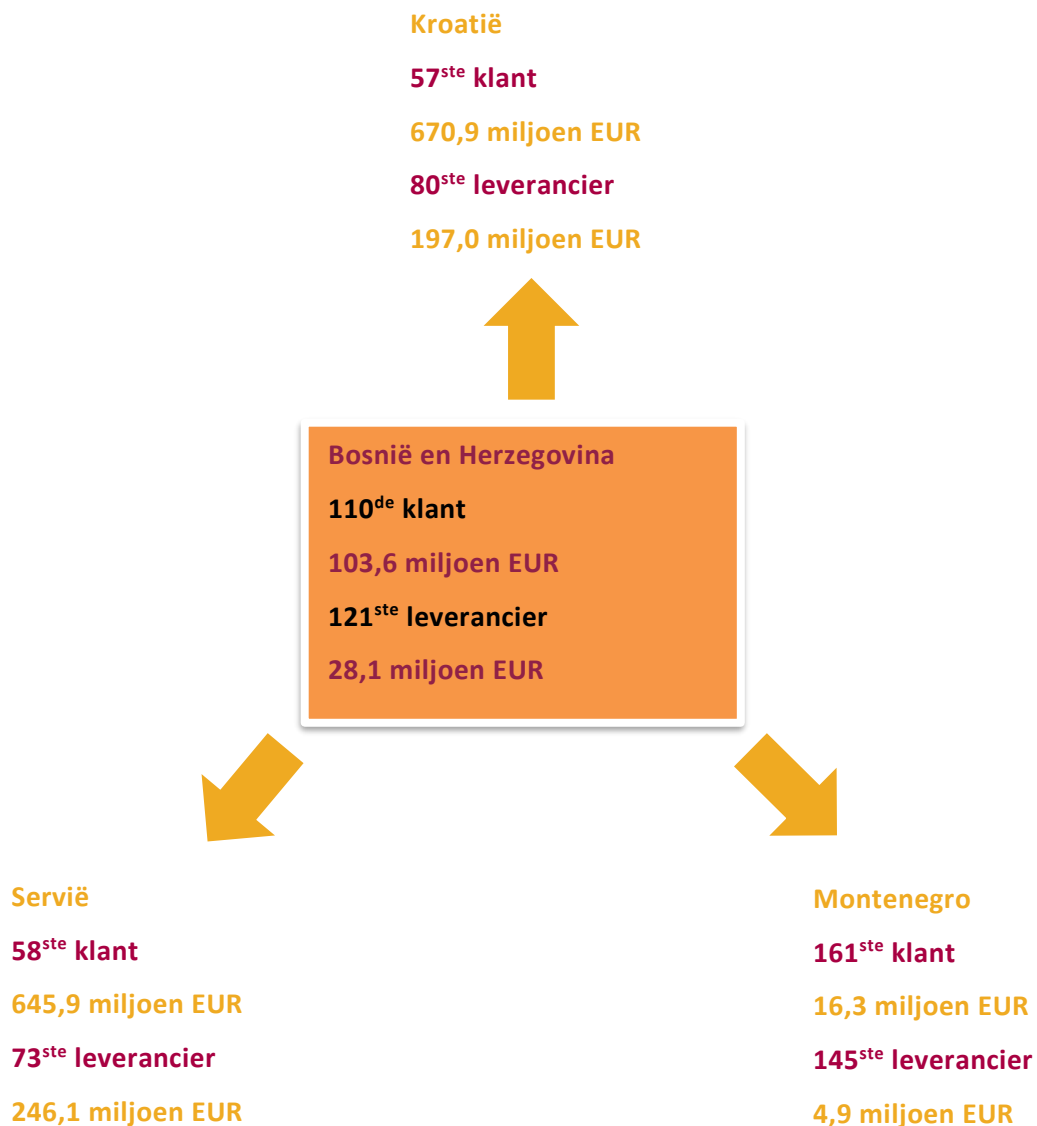 Kroatië
57ste klant
670,9 miljoen EUR
80ste leverancier
197,0 miljoen EUR
Bosnië en Herzegovina
110de klant
103,6 miljoen EUR
121ste leverancier
28,1 miljoen EUR
Servië
58ste klant
645,9 miljoen EUR
73ste leverancier
246,1 miljoen EUR
Montenegro
161ste klant
16,3 miljoen EUR
145ste leverancier
4,9 miljoen EUR